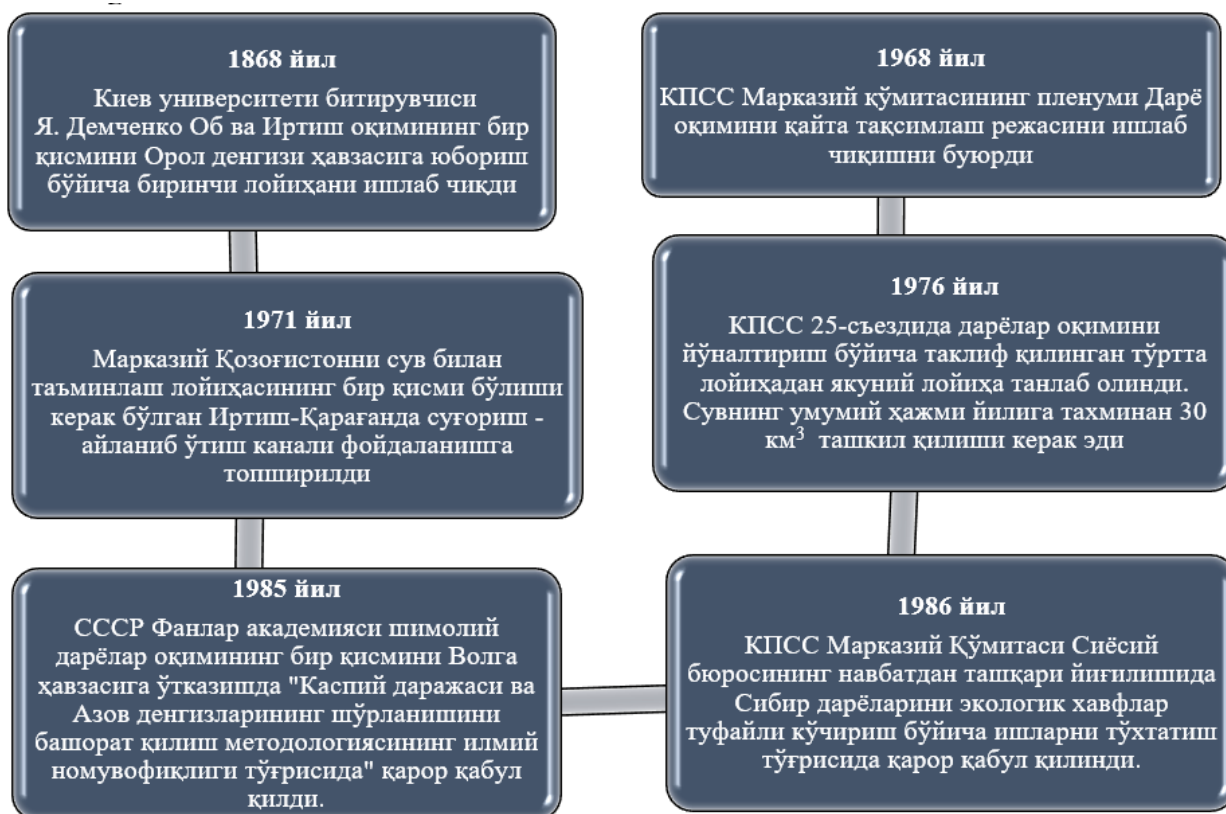 1868 йил
Киев университети битирувчиси
Я. Демченко Об ва Иртиш оқимининг бир
қисмини Орол денгизи ҳавзасига юбориш
бўйича биринчи лойиҳани ишлаб чиқди
1971 йил
Марказий Қозоғистонни сув билан
таъминлаш лойиҳасининг бир қисми бўлиши
керак бўлган Иртиш-Қарағанда суғориш -
айланиб ўтиш канали фойдаланишга
топширилди
1985 йил
СССР Фанлар академияси шимолий
дарёлар оқимининг бир қисмини Волга
ҳавзасига ўтказишда "Каспий даражаси ва
Азов денгизларининг шўрланишини
башорат қилиш методологиясининг илмий
номувофиқлиги тўғрисида" қарор қабул
қилди.
1968 йил
КПСС Марказий қўмитасининг пленуми Дарё
оқимини қайта тақсимлаш режасини ишлаб
чиқишни буюрди
1976 йил
КПСС 25-съездида дарёлар оқимини
йўналтириш бўйича таклиф қилинган тўртта
лойиҳадан якуний лойиҳа танлаб олинди.
Сувнинг умумий ҳажми йилига тахминан 30
км³ ташкил қилиши керак эди
1986 йил
КПСС Марказий Қўмитаси Сиёсий
бюросининг навбатдан ташқари йиғилишида
Сибир дарёларини экологик хавфлар
туфайли кўчириш бўйича ишларни тўхтатиш
тўғрисида қарор қабул қилинди.